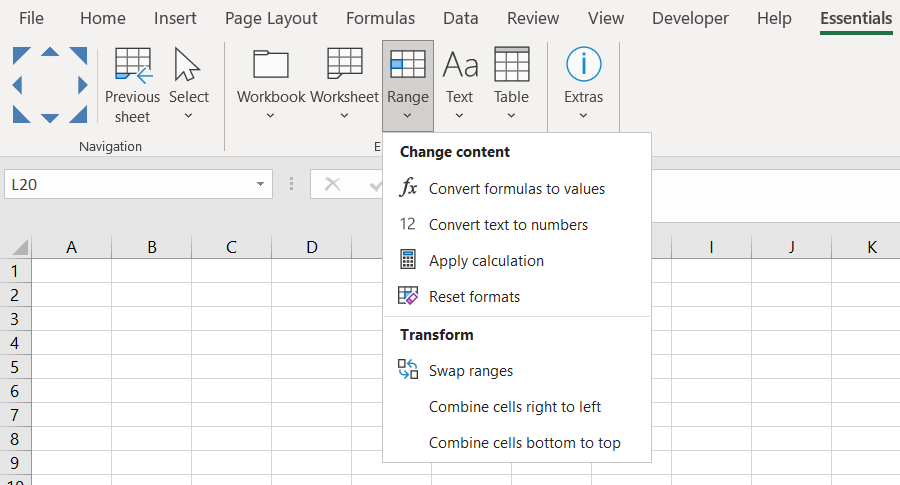 File Home Insert Page Layout Formulas Data Review View Developer Help Essentials
Previous sheet
Select
Workbook
Worksheet
Range
Aa
Text
Table
Extras
Navigation
E
L20
Change content
fx Convert formulas to values
12 Convert text to numbers
Apply calculation
Reset formats
Transform
Swap ranges
Combine cells right to left
Combine cells bottom to top
A B C D I J K
1
2
3
4
5
6
7
8
9
10